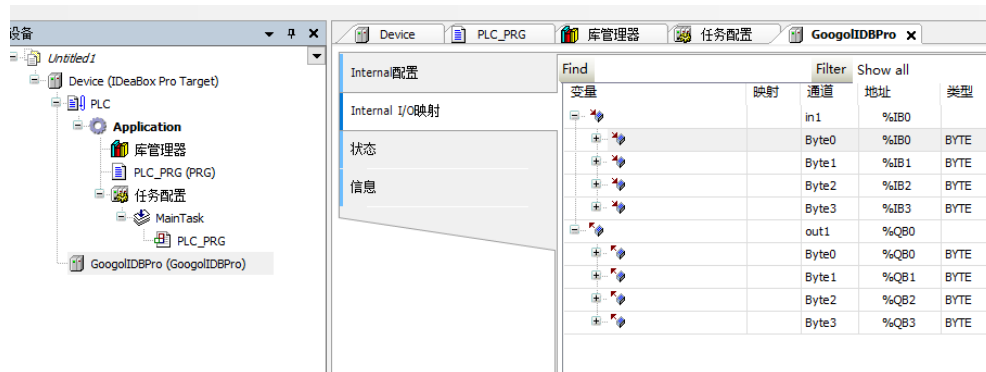 设备
Untitled1
Device (IDeaBox Pro Target)
PLC
Application
库管理器
PLC_PRG (PRG)
任务配置
MainTask
PLC_PRG
GoogolIDBPro (GoogolIDBPro)
Device PLC_PRG 库管理器 任务配置 GoogolIDBPro
Internal配置
Internal I/O映射
状态
信息
Find Filter Show all
变量 映射 通道 地址 类型
in1 %IB0
Byte0 %IB0 BYTE
Byte1 %IB1 BYTE
Byte2 %IB2 BYTE
Byte3 %IB3 BYTE
out1 %QB0
Byte0 %QB0 BYTE
Byte1 %QB1 BYTE
Byte2 %QB2 BYTE
Byte3 %QB3 BYTE